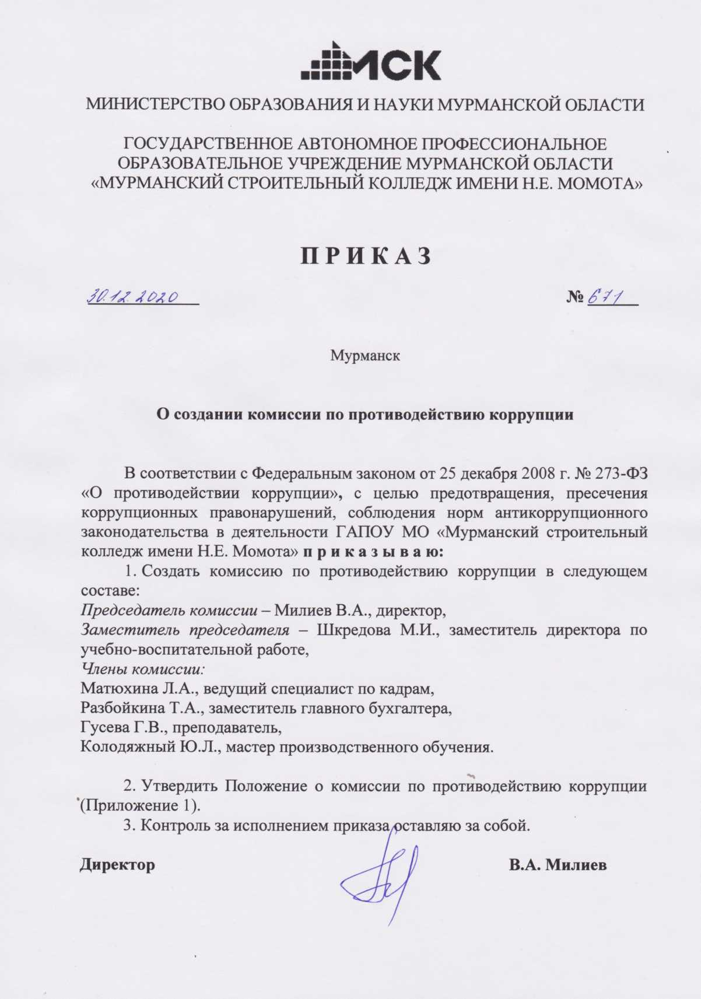 МСК
МИНИСТЕРСТВО ОБРАЗОВАНИЯ И НАУКИ МУРМАНСКОЙ ОБЛАСТИ
ГОСУДАРСТВЕННОЕ АВТОНОМНОЕ ПРОФЕССИОНАЛЬНОЕ
ОБРАЗОВАТЕЛЬНОЕ УЧРЕЖДЕНИЕ МУРМАНСКОЙ ОБЛАСТИ
«МУРМАНСКИЙ СТРОИТЕЛЬНЫЙ КОЛЛЕДЖ ИМЕНИ Н.Е. МОМОТА»
П Р И К А З
30.12.2020 № 671
Мурманск
О создании комиссии по противодействию коррупции
В соответствии с Федеральным законом от 25 декабря 2008 г. № 273-ФЗ
«О противодействии коррупции», с целью предотвращения, пресечения
коррупционных правонарушений, соблюдения норм антикоррупционного
законодательства в деятельности ГАПОУ МО «Мурманский строительный
колледж имени Н.Е. Момота» п р и к а з ы в а ю:
1. Создать комиссию по противодействию коррупции в следующем
составе:
Председатель комиссии – Милиев В.А., директор,
Заместитель председателя – Шкредова М.И., заместитель директора по
учебно-воспитательной работе,
Члены комиссии:
Матюхина Л.А., ведущий специалист по кадрам,
Разбойкина Т.А., заместитель главного бухгалтера,
Гусева Г.В., преподаватель,
Колодяжный Ю.Л., мастер производственного обучения.
2. Утвердить Положение о комиссии по противодействию коррупции
(Приложение 1).
3. Контроль за исполнением приказа оставляю за собой.
Директор В.А. Милиев